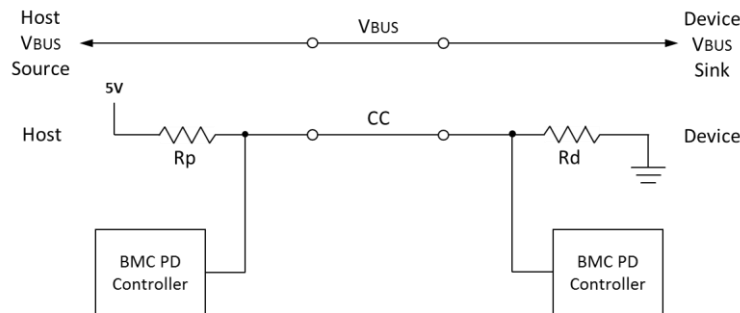 Host
VBUS
Source
VBUS
Device
VBUS
Sink
5V
Host
Rp
CC
Rd
Device
BMC PD
Controller
BMC PD
Controller